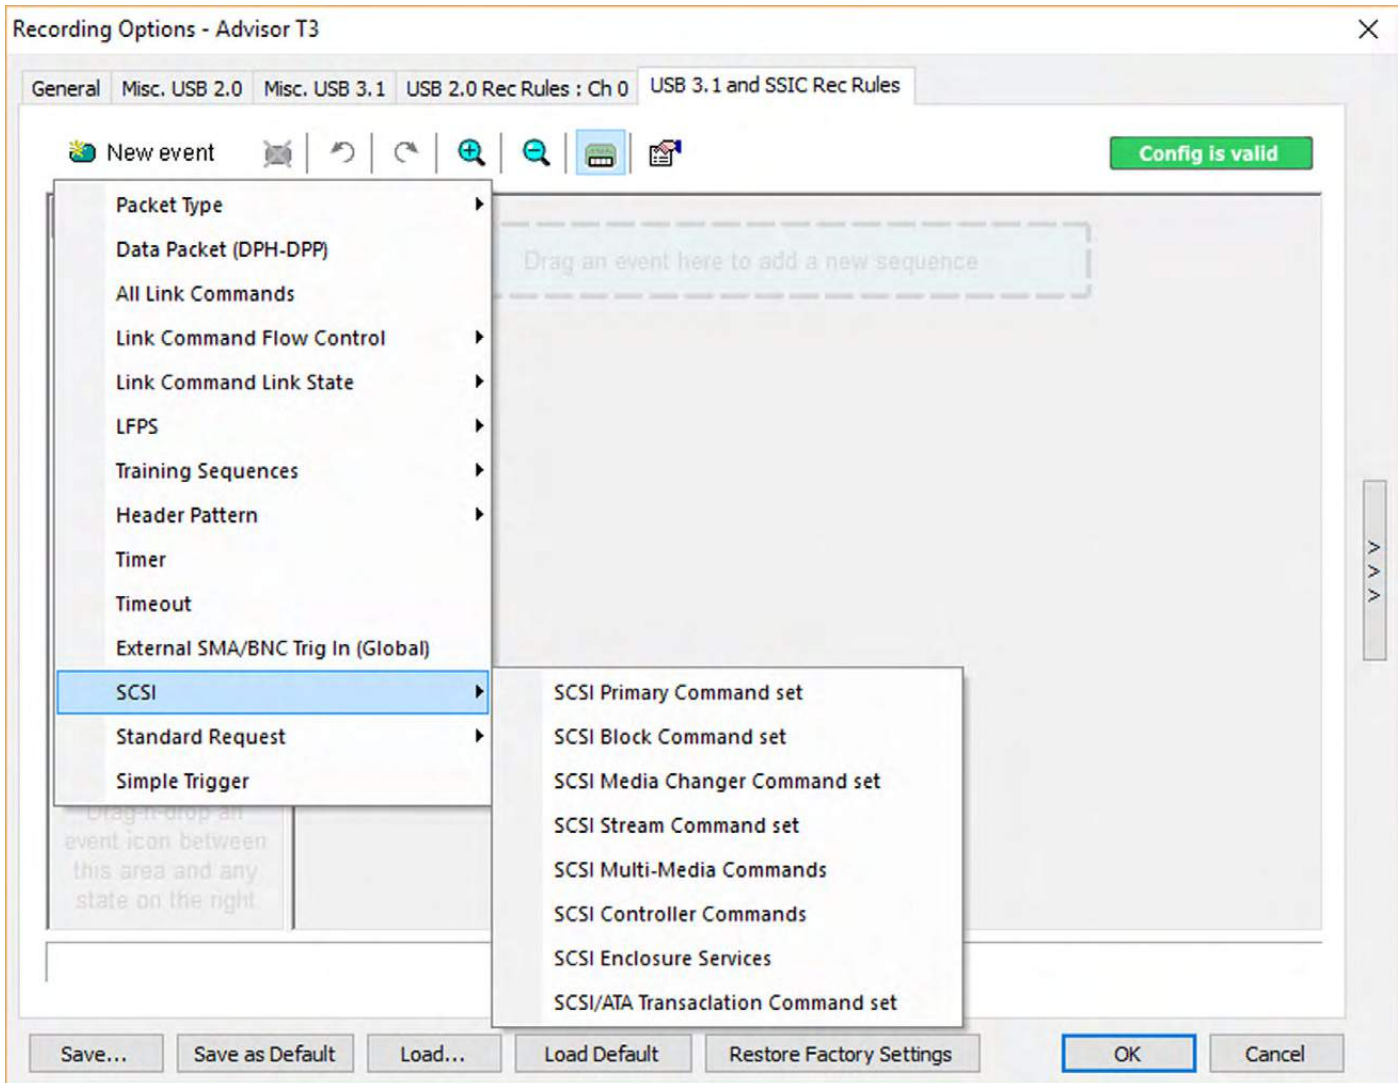 Recording Options - Advisor T3
General Misc. USB 2.0 Misc. USB 3.1 USB 2.0 Rec Rules : Ch 0 USB 3.1 and SSIC Rec Rules
New event Config is valid
Packet Type
Drag an event here to add a new sequence
Data Packet (DPH-DPP)
All Link Commands
Link Command Flow Control
Link Command Link State
LFPS
Training Sequences
Header Pattern
Timer
Timeout
External SMA/BNC Trig In (Global)
SCSI
Standard Request
Simple Trigger
SCSI Primary Command set
SCSI Block Command set
SCSI Media Changer Command set
SCSI Stream Command set
SCSI Multi-Media Commands
SCSI Controller Commands
SCSI Enclosure Services
SCSI/ATA Transaclation Command set
Drag-n-drop an
event icon between
this area and any
state on the right
>
>
>
Save... Save as Default Load... Load Default Restore Factory Settings OK Cancel